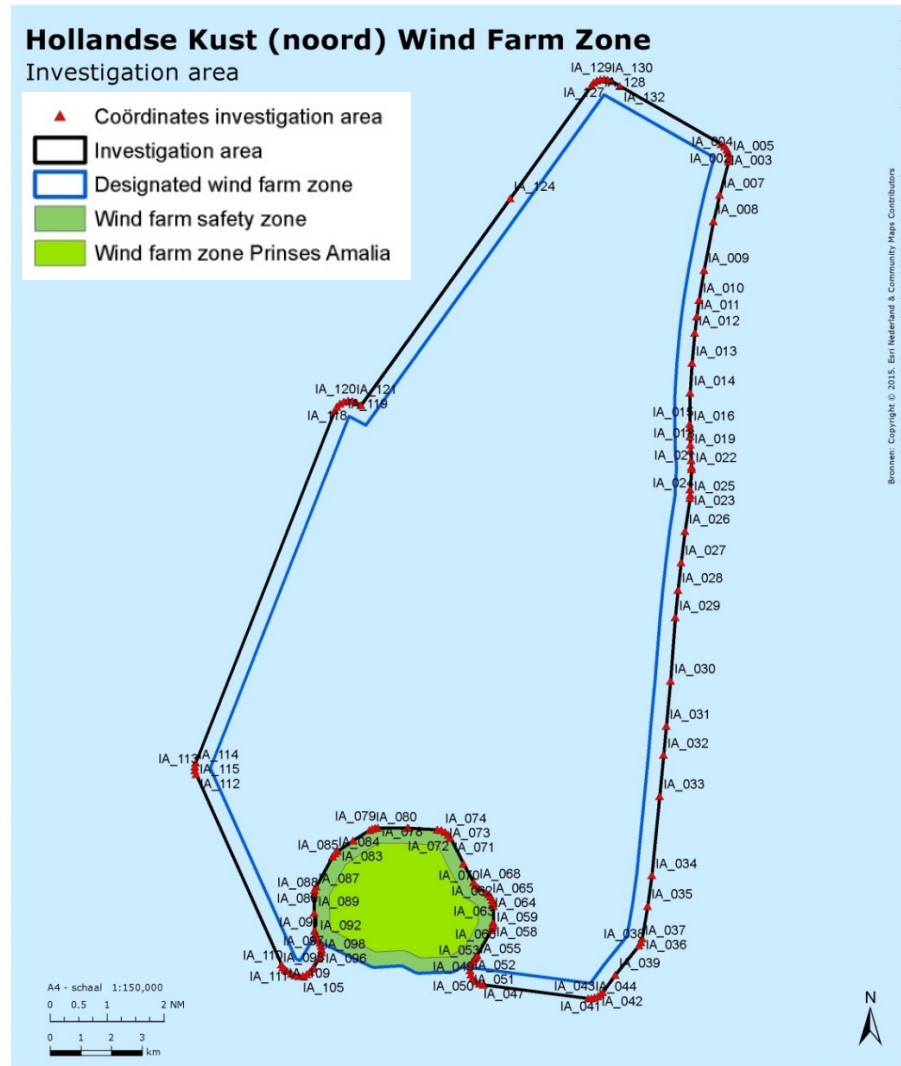 Hollandse Kust (noord) Wind Farm Zone
Investigation area
Coördinates investigation area
Investigation area
Designated wind farm zone
Wind farm safety zone
Wind farm zone Prinses Amalia
IA_129 IA_130
IA_128
IA_127
IA_132
IA_004
IA_005
IA_002
IA_003
IA_007
IA_124
IA_008
IA_009
IA_010
IA_011
IA_012
IA_013
IA_014
IA_120
IA_121
IA_119
IA_118
IA_016
IA_019
IA_022
IA_024
IA_025
IA_023
IA_026
IA_027
IA_028
IA_029
IA_030
IA_031
IA_032
IA_033
IA_113
IA_114
IA_115
IA_112
IA_079
IA_080
IA_074
IA_078
IA_073
IA_084
IA_072
IA_071
IA_085
IA_083
IA_034
IA_087
IA_070
IA_068
IA_088
IA_065
IA_089
IA_064
IA_035
IA_059
IA_092
IA_058
IA_038
IA_037
IA_036
IA_098
IA_053
IA_055
IA_096
IA_052
IA_110
IA_039
IA_109
IA_051
IA_050
IA_043
IA_044
IA_105
IA_047
IA_041
IA_042
A4 - schaal 1:150,000
0 0.5 1 2 NM
0 1 2 3
km
N
Bronnen: Copyright © 2015, Esri Nederland & Community Maps Contributors